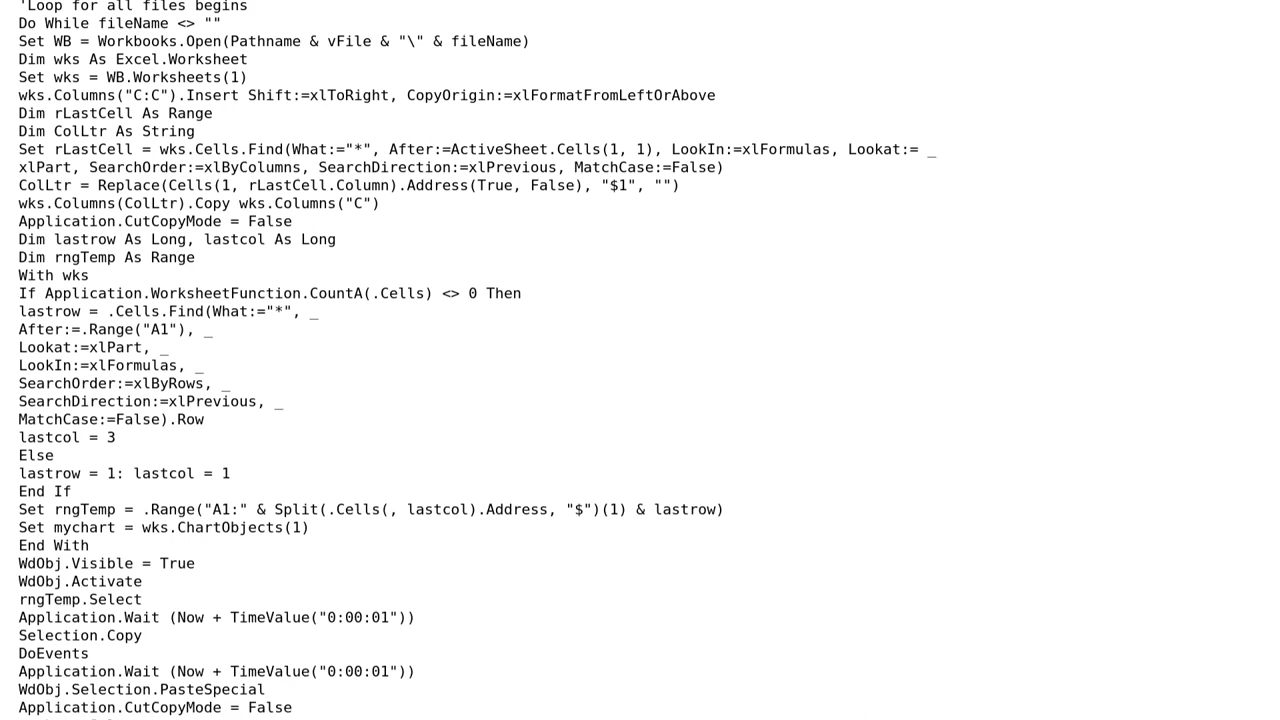 'Loop for all files begins
Do While fileName <> ""
Set WB = Workbooks.Open(Pathname & vFile & "\" & fileName)
Dim wks As Excel.Worksheet
Set wks = WB.Worksheets(1)
wks.Columns("C:C").Insert Shift:=xlToRight, CopyOrigin:=xlFormatFromLeftOrAbove
Dim rLastCell As Range
Dim ColLtr As String
Set rLastCell = wks.Cells.Find(What:="*", After:=ActiveSheet.Cells(1, 1), LookIn:=xlFormulas, Lookat:= _
xlPart, SearchOrder:=xlByColumns, SearchDirection:=xlPrevious, MatchCase:=False)
ColLtr = Replace(Cells(1, rLastCell.Column).Address(True, False), "$1", "")
wks.Columns(ColLtr).Copy wks.Columns("C")
Application.CutCopyMode = False
Dim lastrow As Long, lastcol As Long
Dim rngTemp As Range
With wks
If Application.WorksheetFunction.CountA(.Cells) <> 0 Then
lastrow = .Cells.Find(What:="*", _
After:=.Range("A1"), _
Lookat:=xlPart, _
LookIn:=xlFormulas, _
SearchOrder:=xlByRows, _
SearchDirection:=xlPrevious, _
MatchCase:=False).Row
lastcol = 3
Else
lastrow = 1: lastcol = 1
End If
Set rngTemp = .Range("A1:" & Split(.Cells(, lastcol).Address, "$")(1) & lastrow)
Set mychart = wks.ChartObjects(1)
End With
WdObj.Visible = True
WdObj.Activate
rngTemp.Select
Application.Wait (Now + TimeValue("0:00:01"))
Selection.Copy
DoEvents
Application.Wait (Now + TimeValue("0:00:01"))
WdObj.Selection.PasteSpecial
Application.CutCopyMode = False